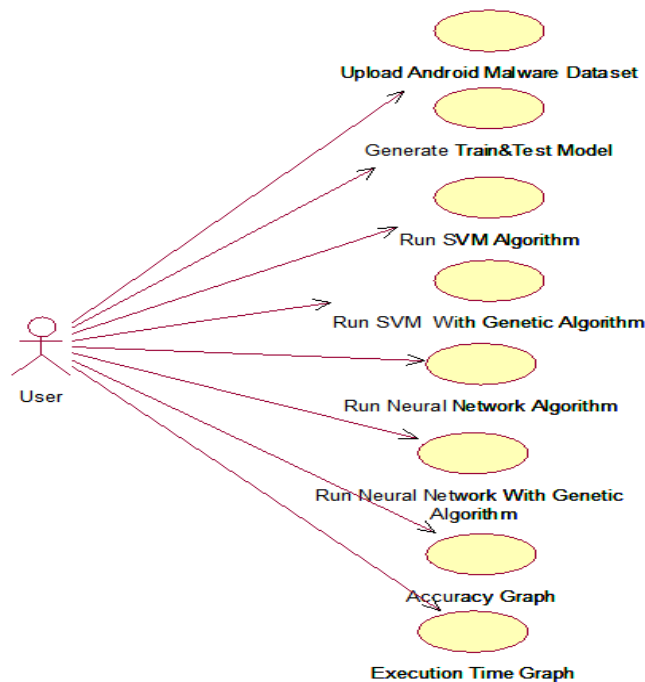 Upload Android Malware Dataset
Generate Train&Test Model
Run SVM Algorithm
Run SVM With Genetic Algorithm
User
Run Neural Network Algorithm
Run Neural Network With Genetic
Algorithm
Accuracy Graph
Execution Time Graph